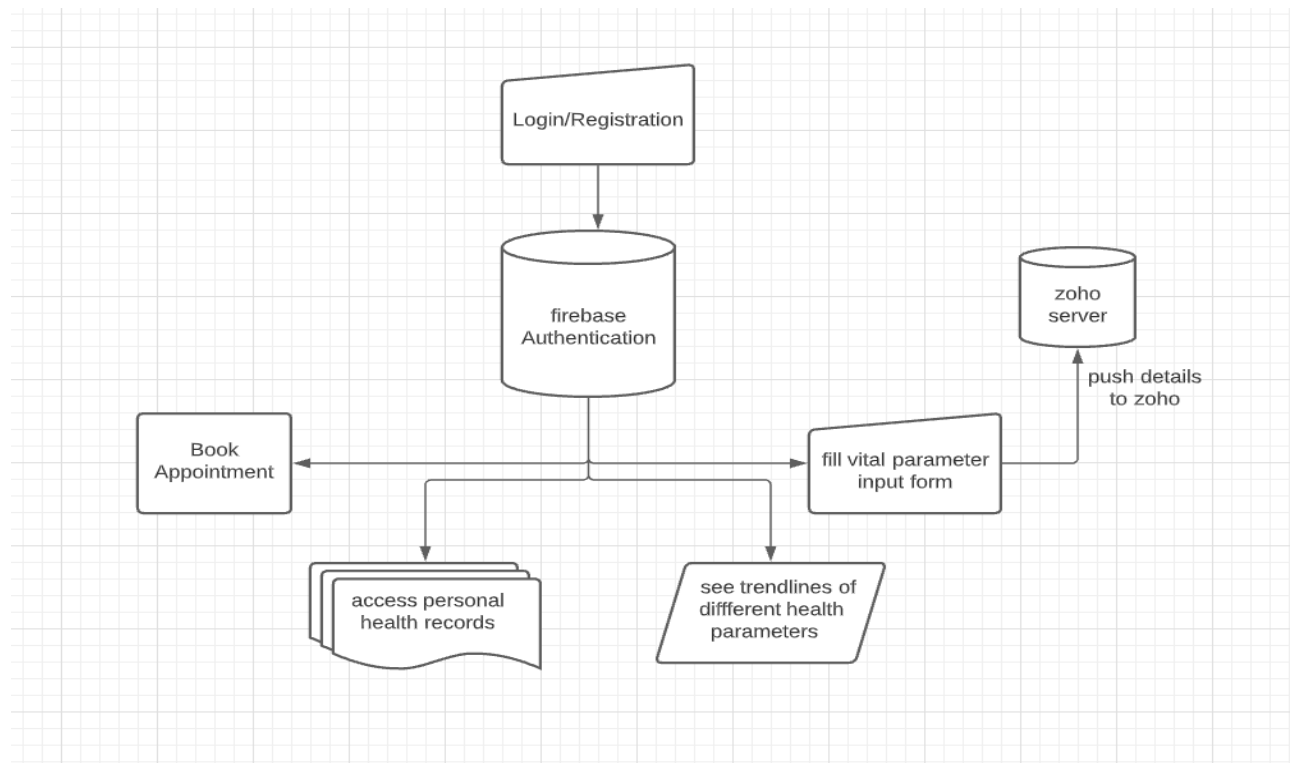 Login/Registration
firebase
Authentication
zoho
server
push details
to zoho
Book
Appointment
fill vital parameter
input form
access personal
health records
see trendlines of
diffferent health
parameters